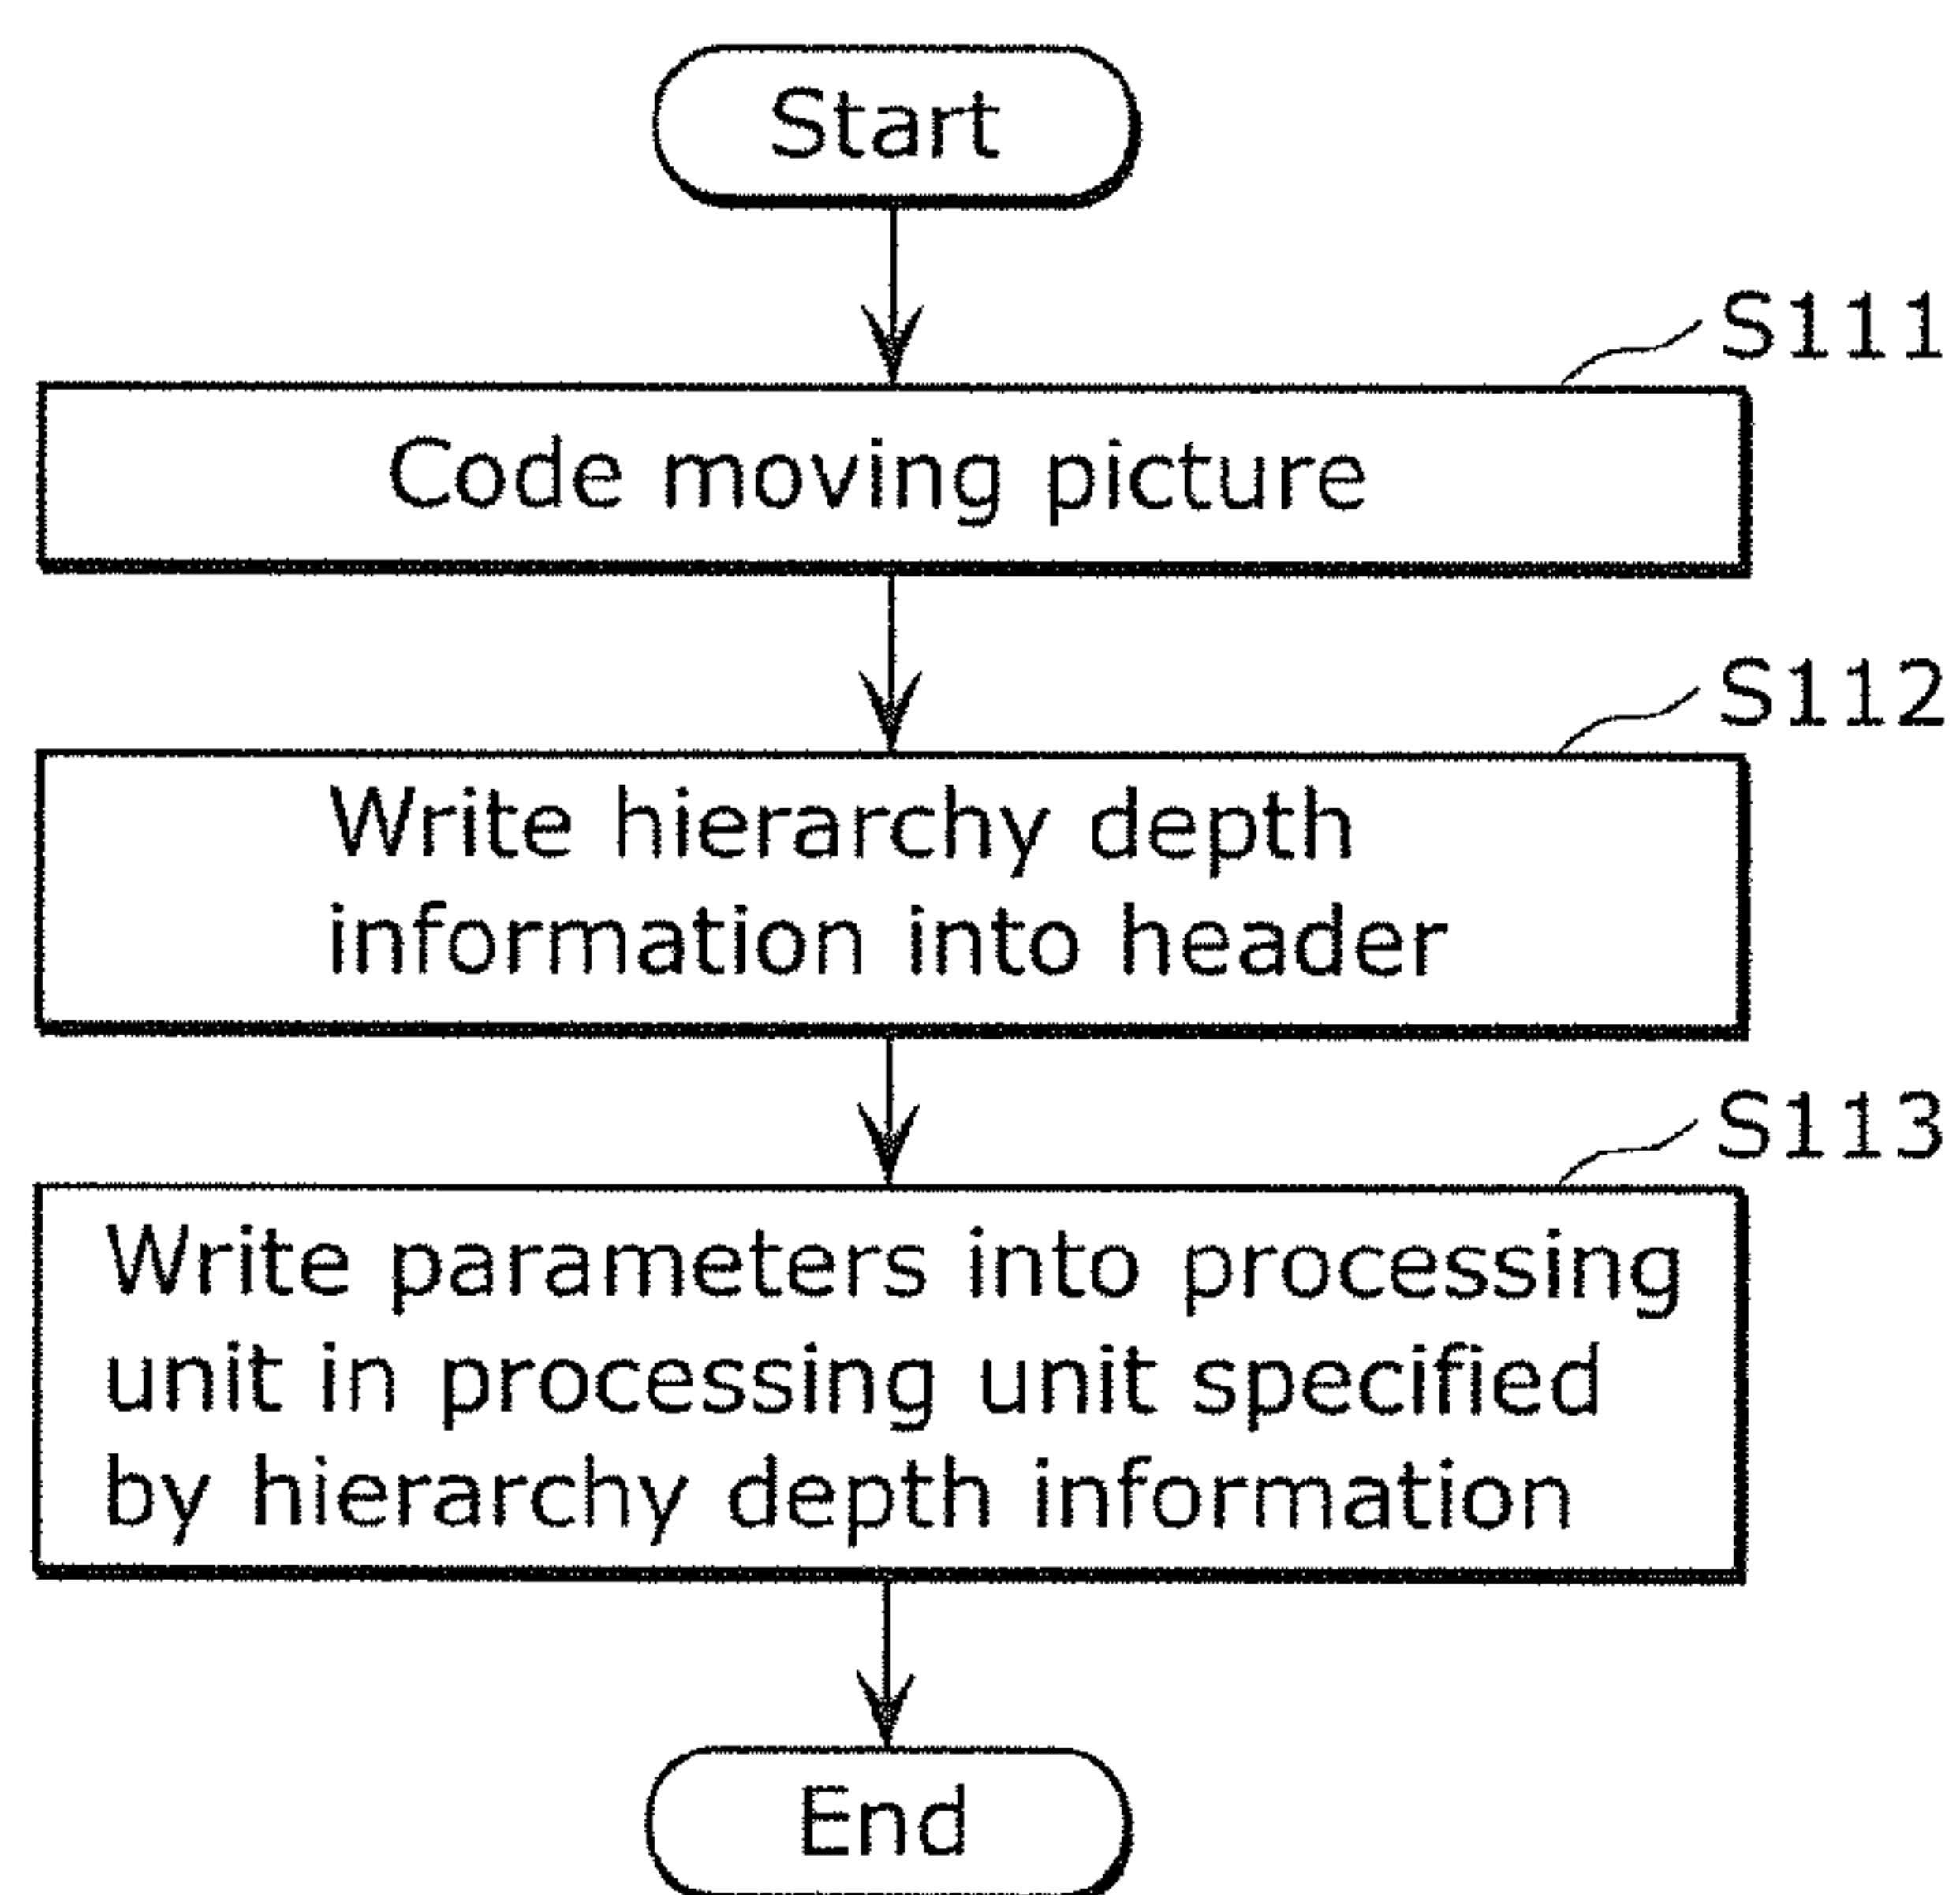 Start
S111
Code moving picture
S112
Write hierarchy depth
information into header
S113
Write parameters into processing
unit in processing unit specified
by hierarchy depth information
End